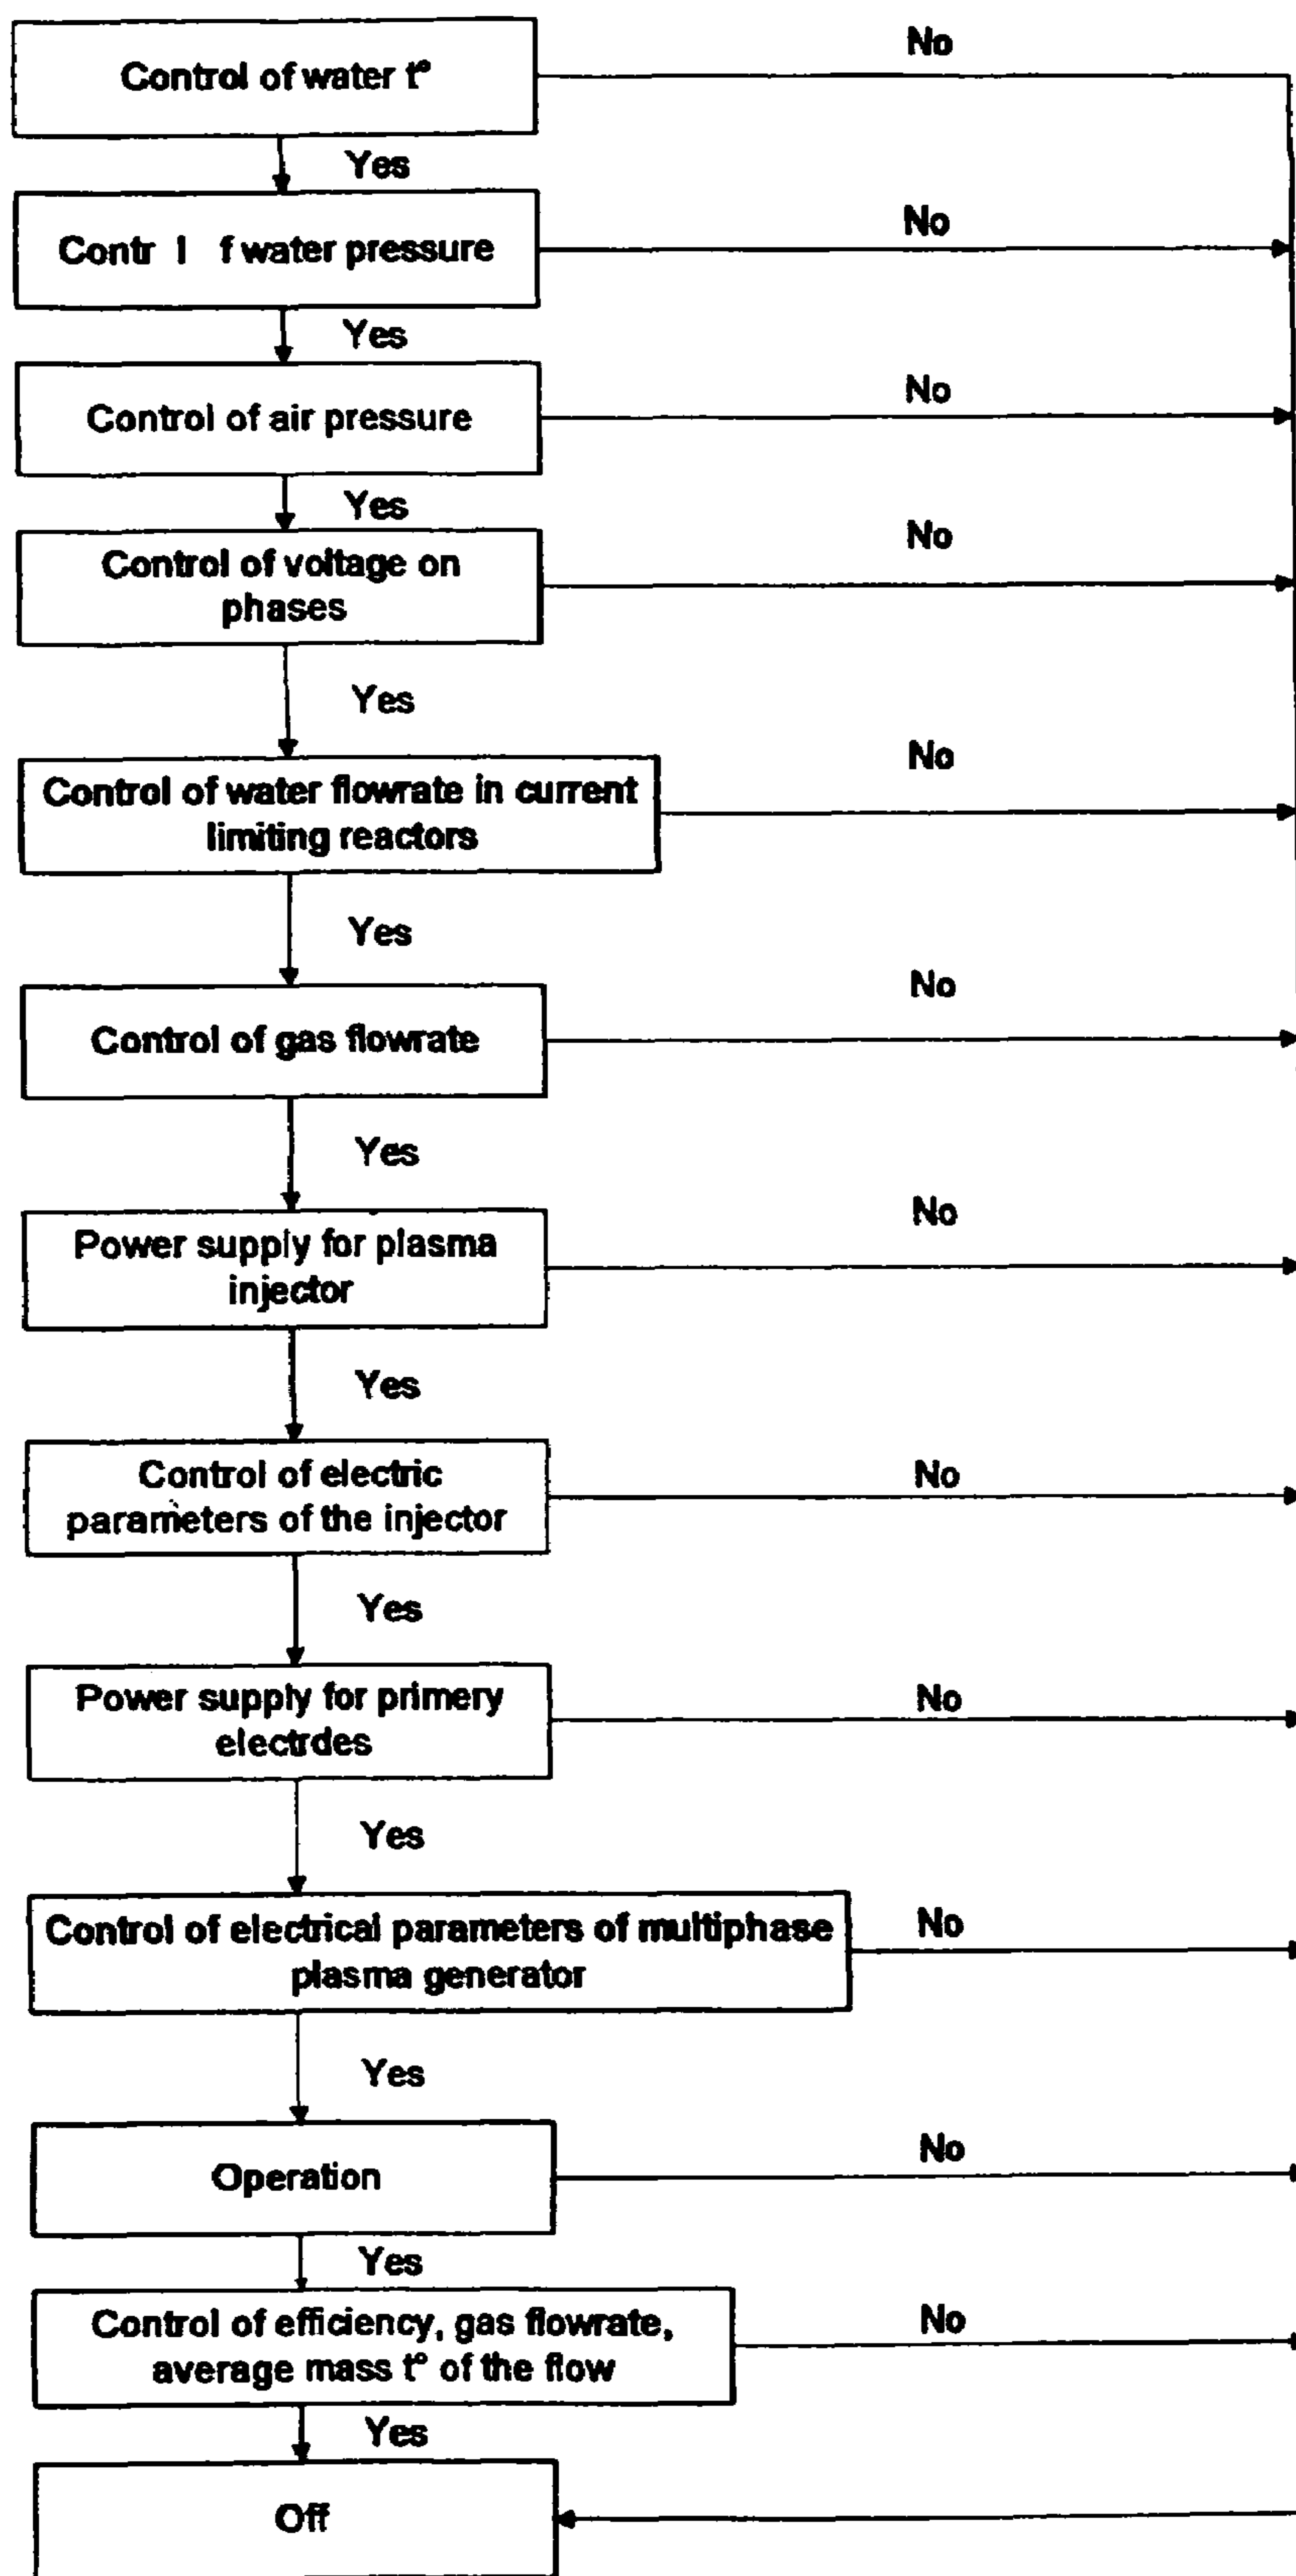 Control of water t°
No
Yes
Contr l f water pressure
No
Yes
Control of air pressure
No
Yes
Control of voltage on
phases
No
Yes
Control of water flowrate in current
limiting reactors
No
Yes
Control of gas flowrate
No
Yes
Power supply for plasma
injector
No
Yes
Control of electric
parameters of the injector
No
Yes
Power supply for primery
electrdes
No
Yes
Control of electrical parameters of multiphase
plasma generator
No
Yes
Operation
No
Yes
Control of efficiency, gas flowrate,
average mass t° of the flow
No
Yes
Off